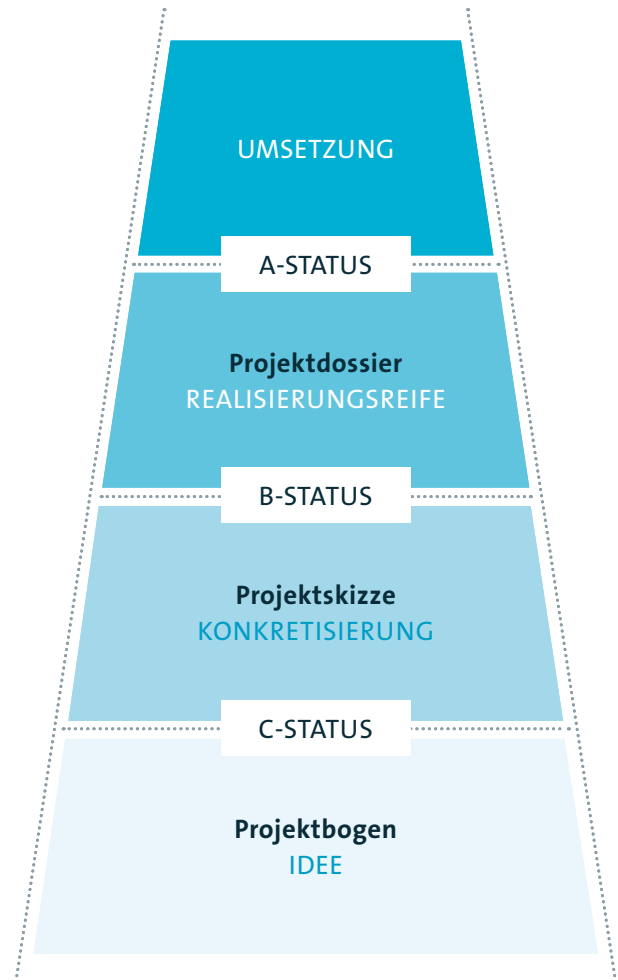 UMSETZUNG
A-STATUS
Projektdossier
REALISIERUNGSREIFE
B-STATUS
Projektskizze
KONKRETISIERUNG
C-STATUS
Projektbogen
IDEE